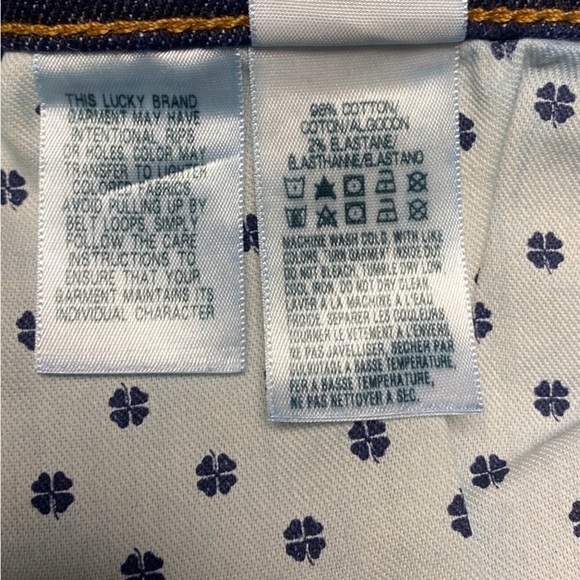 THIS LUCKY BRAND
GARMENT MAY HAVE
INTENTIONAL RIPS
OR HOLES. COLOR MAY
TRANSFER TO LIGHTER
COLORED FABRICS.
AVOID PULLING UP BY
BELT LOOPS, SIMPLY
FOLLOW THE CARE
INSTRUCTIONS TO
ENSURE THAT YOUR
GARMENT MAINTAINS ITS
INDIVIDUAL CHARACTER
98% COTTON/
COTON/ALGODON
2% ELASTANE/
ELASTHANNE/ELASTANO
MACHINE WASH COLD, WITH LIKE
COLORS, TURN GARMENT INSIDE OUT
DO NOT BLEACH, TUMBLE DRY LOW
COOL IRON, DO NOT DRY CLEAN
LAVER A LA MACHINE A L'EAU
FROIDE, SEPARER LES COULEURS
TOURNER LE VETEMENT A L'ENVERS
NE PAS JAVELLISER, SECHER PAR
CULBUTAGE A BASSE TEMPERATURE,
FER A BASSE TEMPERATURE,
NE PAS NETTOYER A SEC.